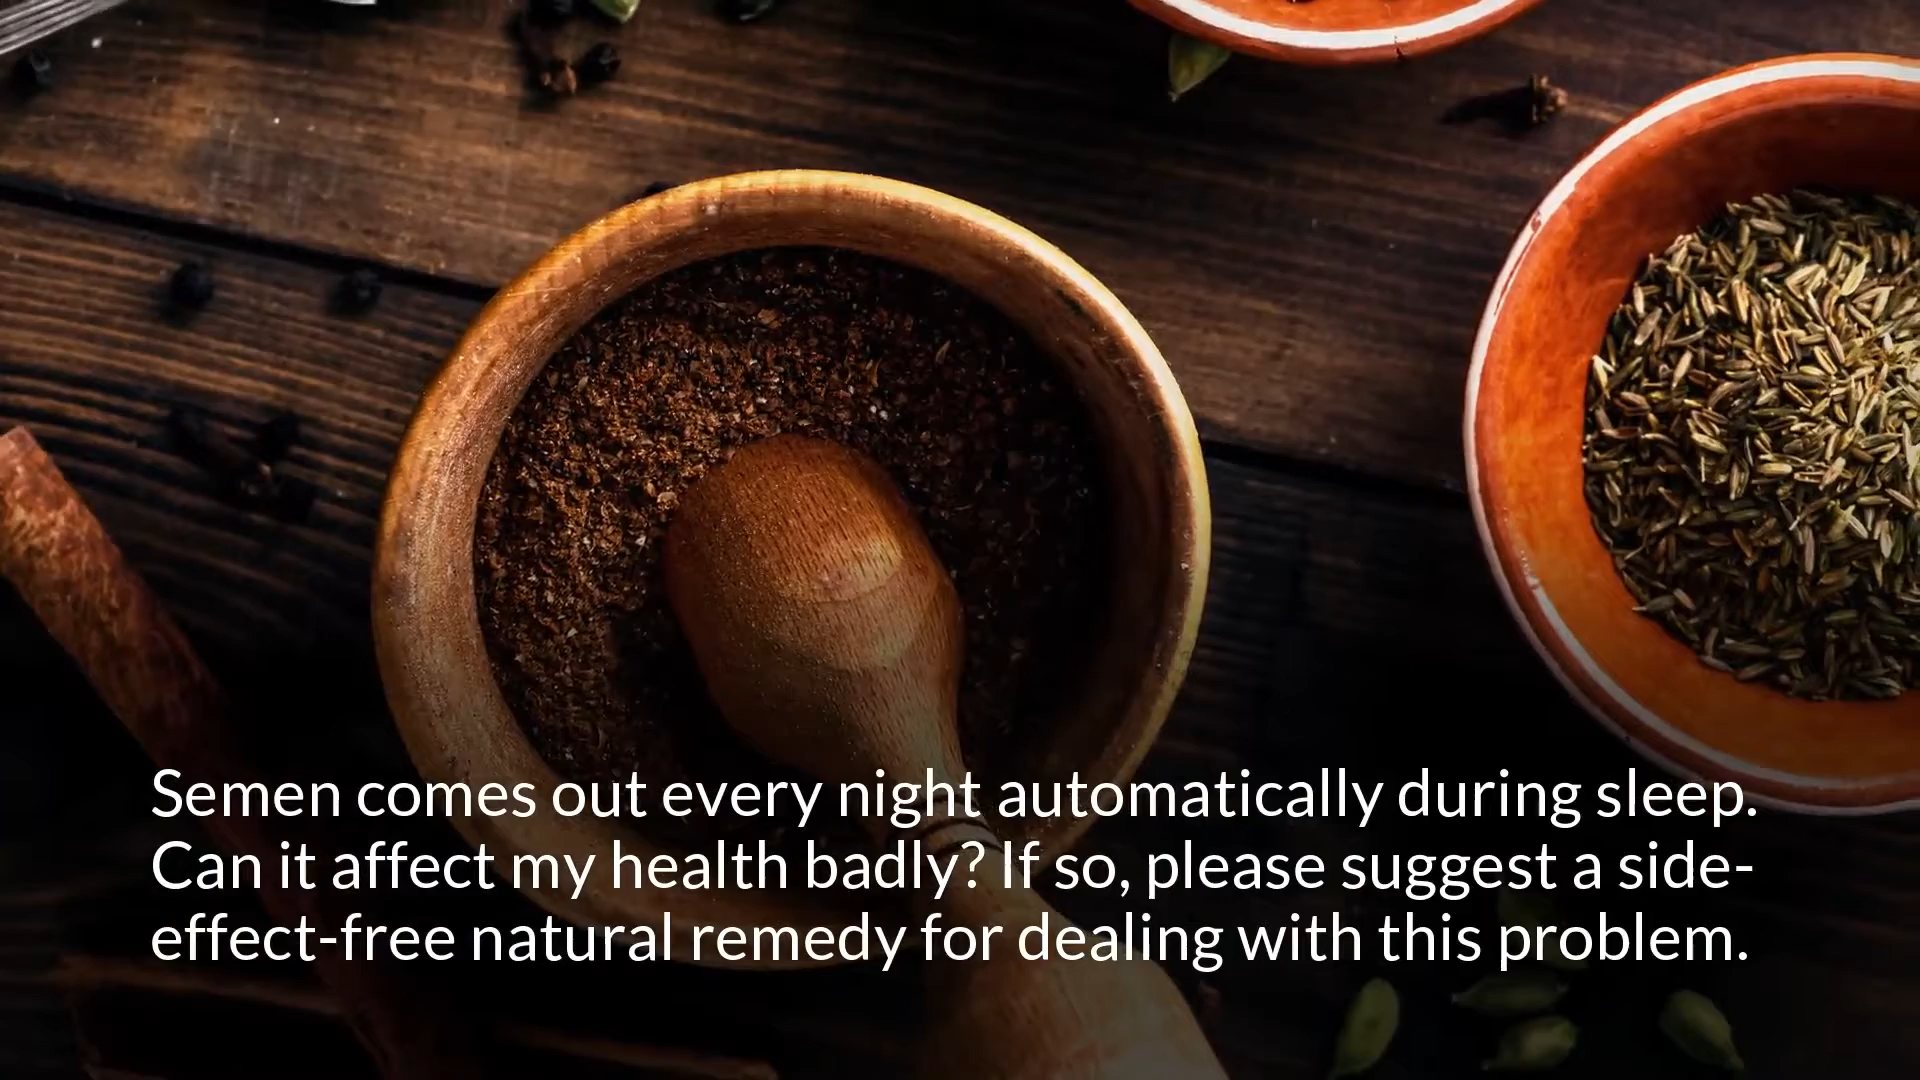 Semen comes out every night automatically during sleep.
Can it affect my health badly? If so, please suggest a side-
effect-free natural remedy for dealing with this problem.